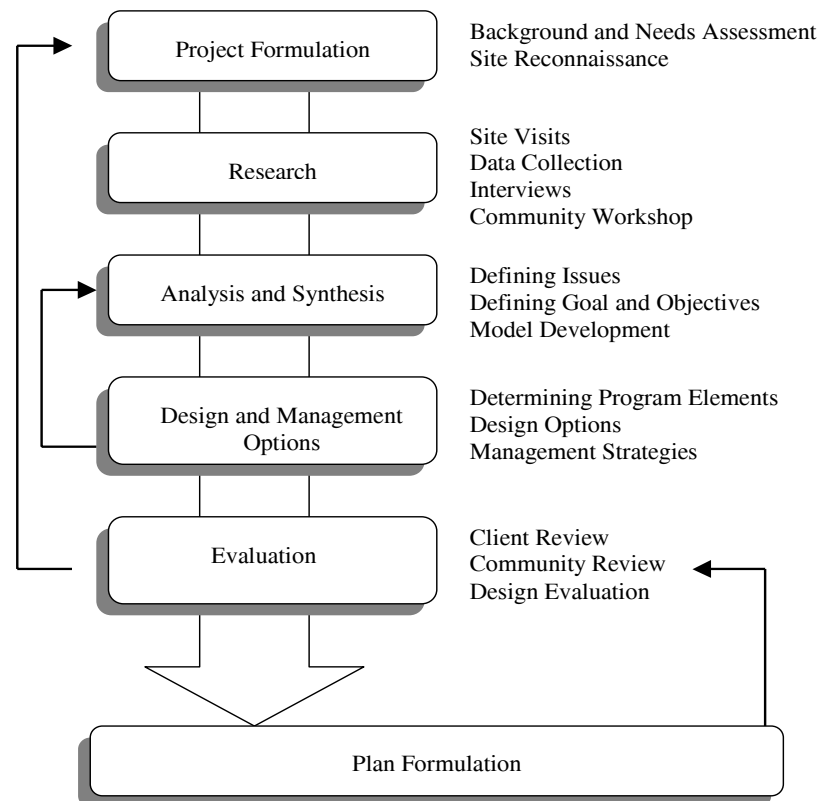 Project Formulation
Background and Needs Assessment
Site Reconnaissance
Research
Site Visits
Data Collection
Interviews
Community Workshop
Analysis and Synthesis
Defining Issues
Defining Goal and Objectives
Model Development
Design and Management
Options
Determining Program Elements
Design Options
Management Strategies
Evaluation
Client Review
Community Review
Design Evaluation
Plan Formulation